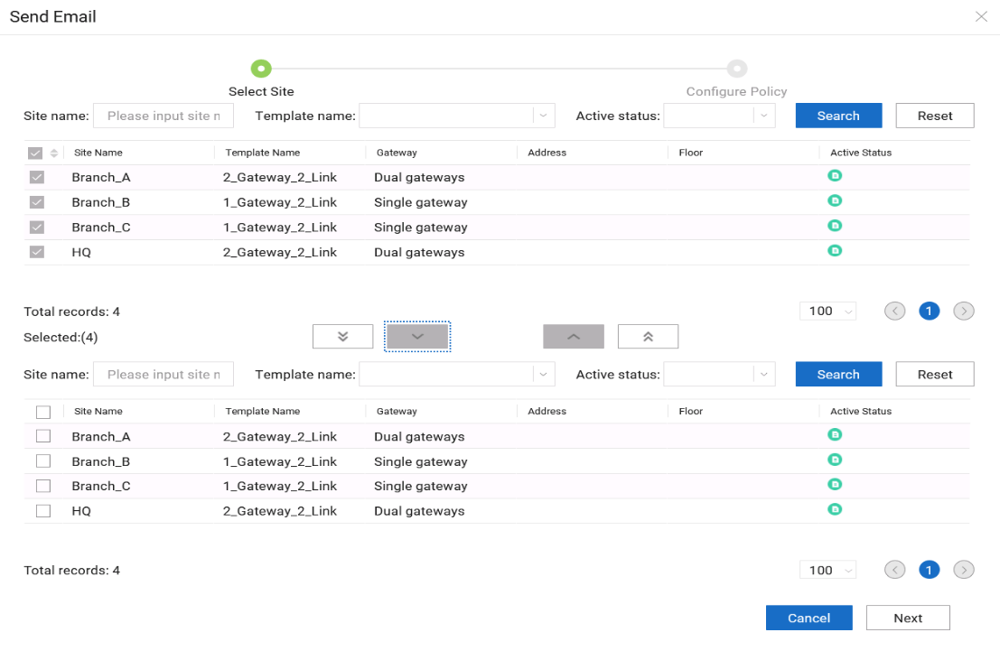 Send Email
Select Site
Configure Policy
Site name: Please input site n Template name: Active status: Search Reset
Site Name Template Name Gateway Address Floor Active Status
Branch_A 2_Gateway_2_Link Dual gateways
Branch_B 1_Gateway_2_Link Single gateway
Branch_C 1_Gateway_2_Link Single gateway
HQ 2_Gateway_2_Link Dual gateways
Total records: 4 100 1
Selected:(4)
Site name: Please input site n Template name: Active status: Search Reset
Site Name Template Name Gateway Address Floor Active Status
Branch_A 2_Gateway_2_Link Dual gateways
Branch_B 1_Gateway_2_Link Single gateway
Branch_C 1_Gateway_2_Link Single gateway
HQ 2_Gateway_2_Link Dual gateways
Total records: 4 100 1
Cancel Next